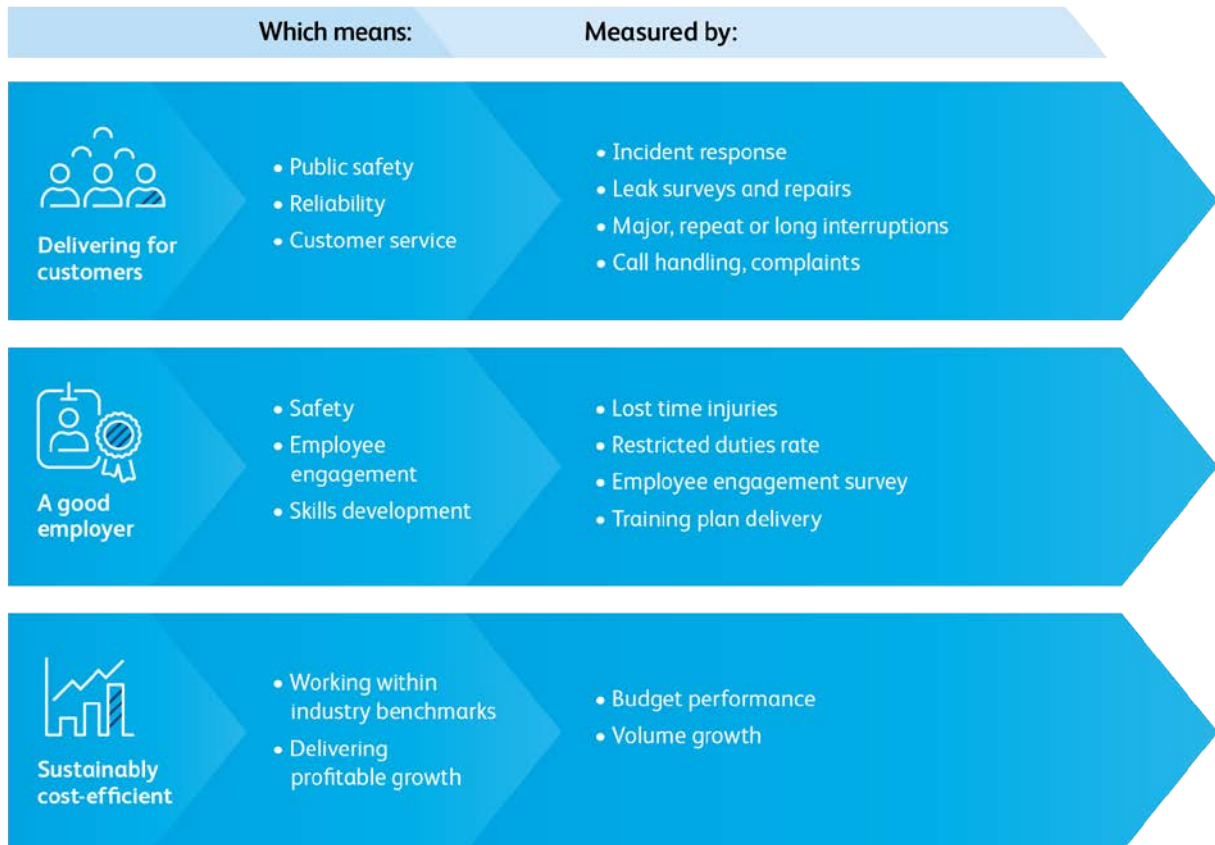 Which means: Measured by:
Delivering for
customers
• Public safety
• Reliability
• Customer service
• Incident response
• Leak surveys and repairs
• Major, repeat or long interruptions
• Call handling, complaints
A good
employer
• Safety
• Employee
engagement
• Skills development
• Lost time injuries
• Restricted duties rate
• Employee engagement survey
• Training plan delivery
Sustainably
cost-efficient
• Working within
industry benchmarks
• Delivering
profitable growth
• Budget performance
• Volume growth